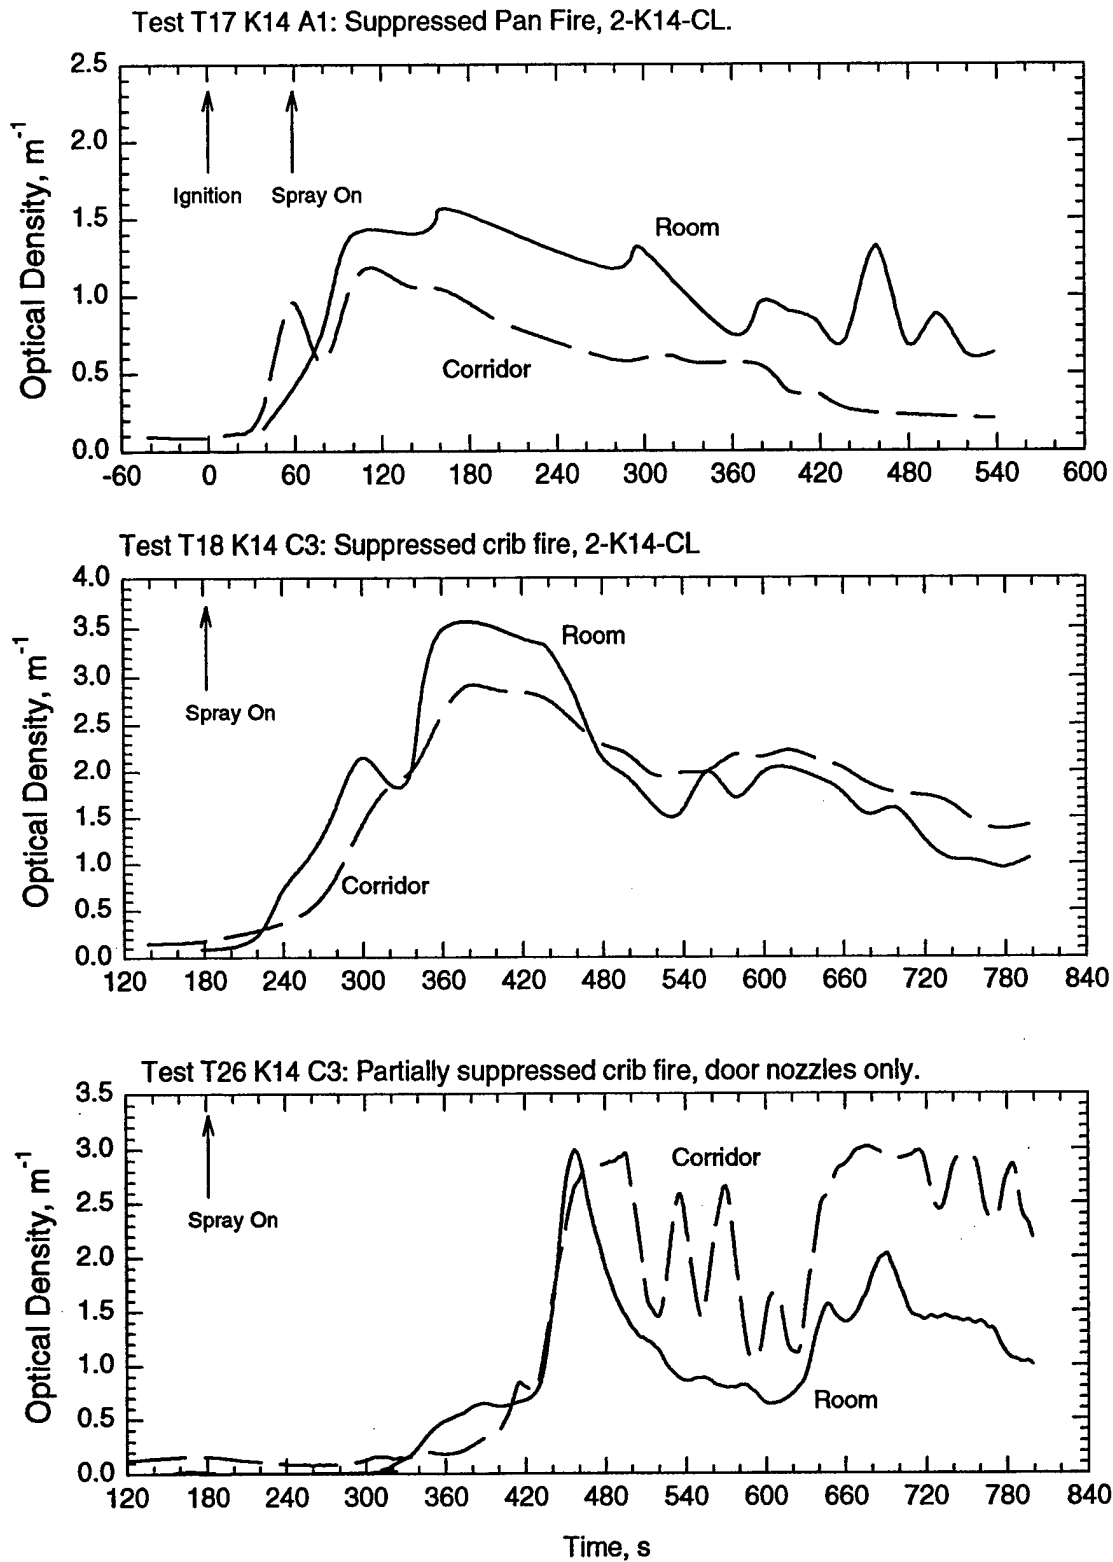 Test T17 K14 A1: Suppressed Pan Fire, 2-K14-CL.
2.5
2.0
1.5
1.0
0.5
0.0
Optical Density, m-1
Ignition
Spray On
Room
Corridor
-60 0 60 120 180 240 300 360 420 480 540 600
Test T18 K14 C3: Suppressed crib fire, 2-K14-CL
4.0
3.5
3.0
2.5
2.0
1.5
1.0
0.5
0.0
Optical Density, m-1
Spray On
Room
Corridor
120 180 240 300 360 420 480 540 600 660 720 780 840
Test T26 K14 C3: Partially suppressed crib fire, door nozzles only.
3.5
3.0
2.5
2.0
1.5
1.0
0.5
0.0
Optical Density, m-1
Spray On
Corridor
Room
120 180 240 300 360 420 480 540 600 660 720 780 840
Time, s